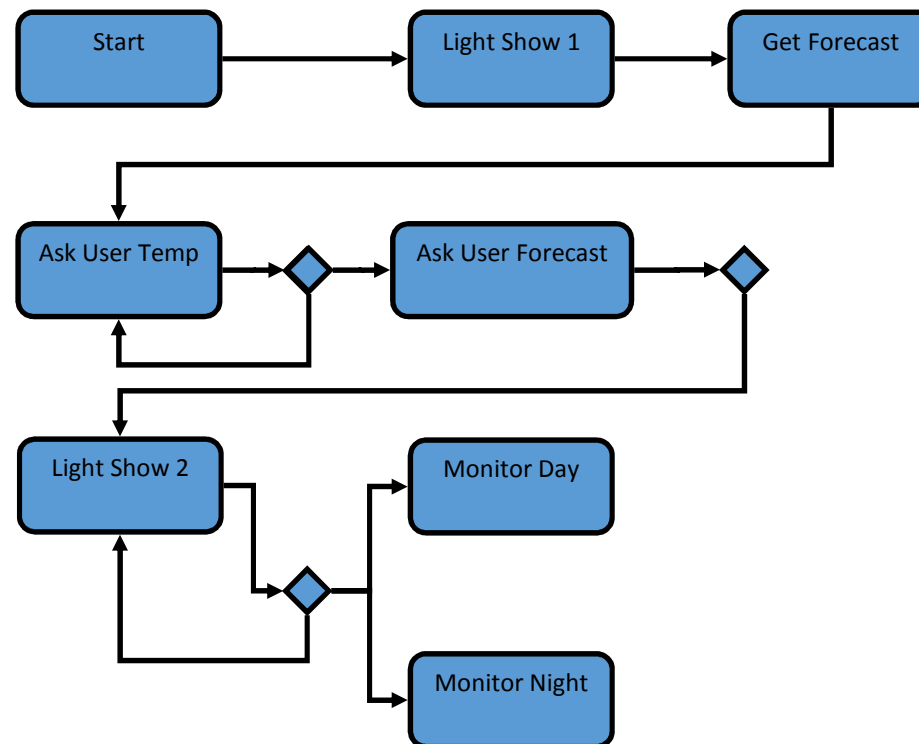 Start
Light Show 1
Get Forecast
Ask User Temp
Ask User Forecast
Light Show 2
Monitor Day
Monitor Night